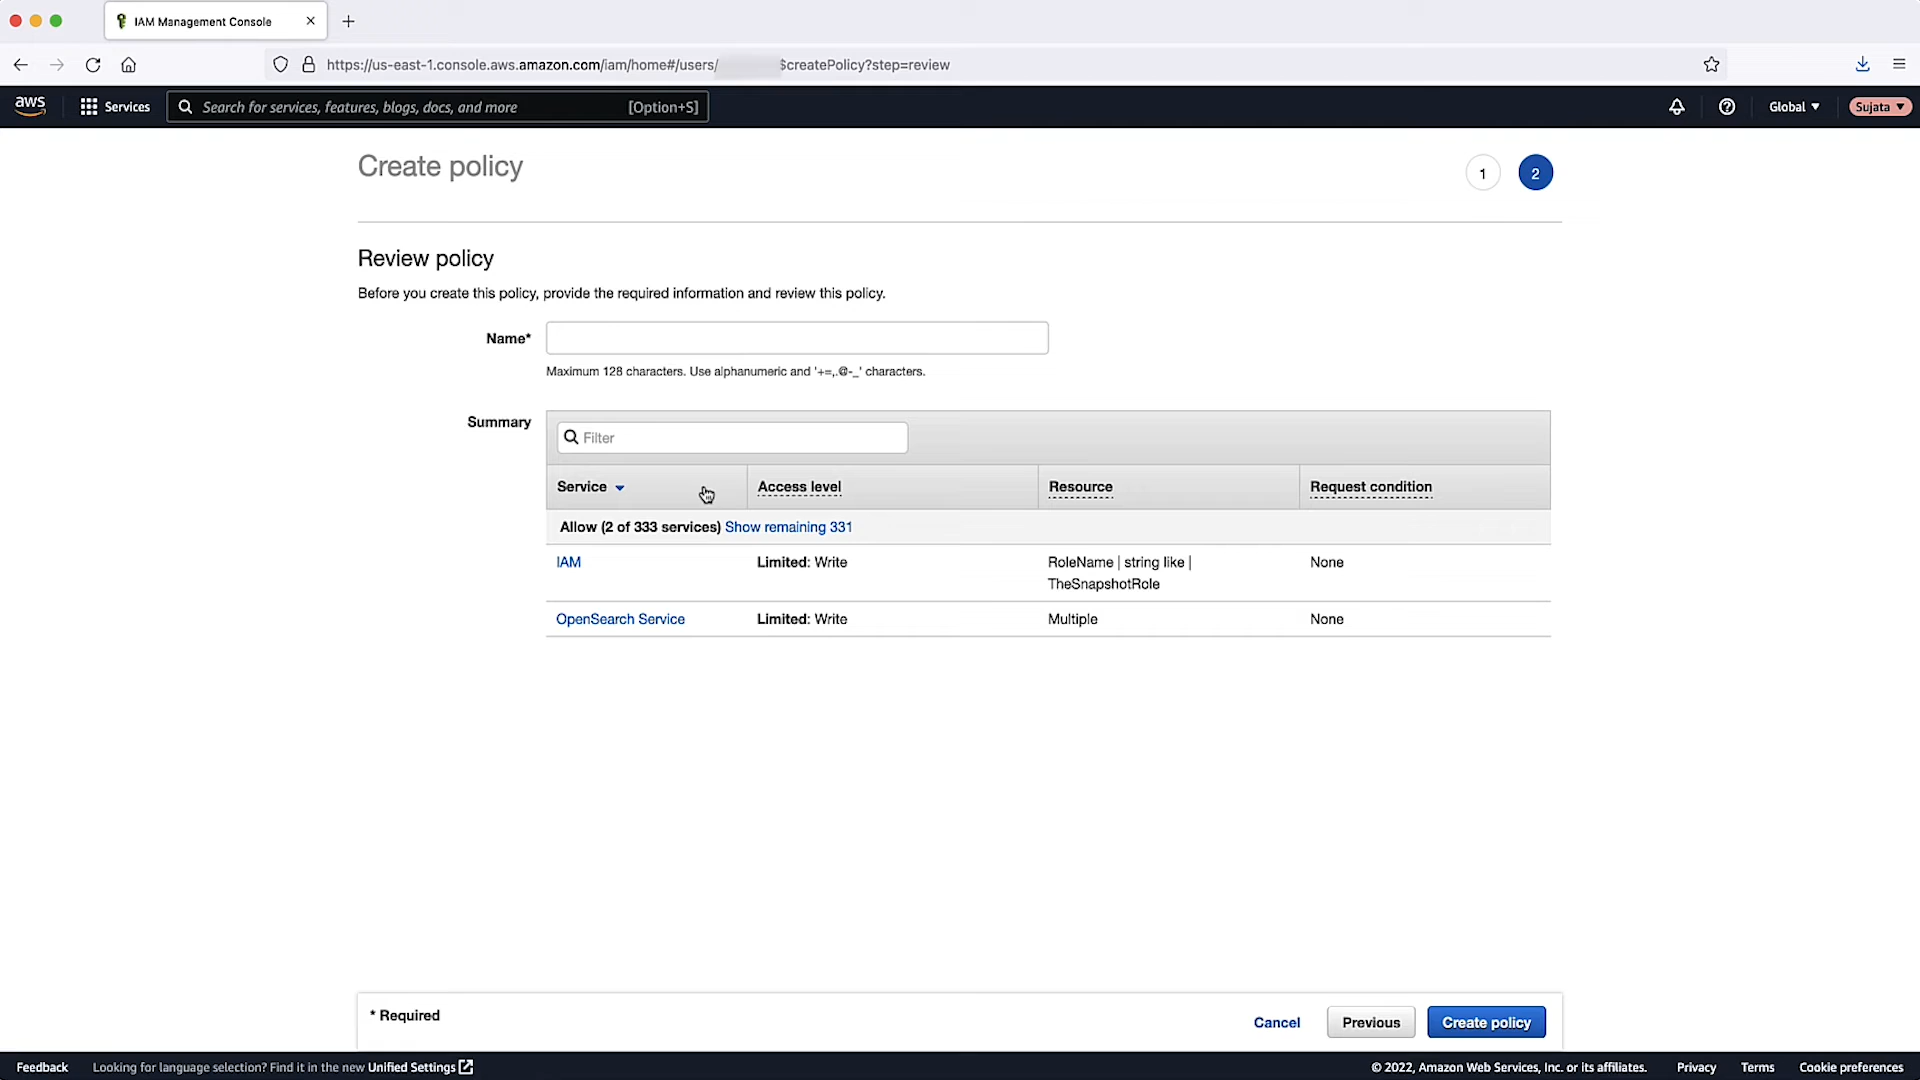 IAM Management Console
https://us-east-1.console.aws.amazon.com/iam/home#/users/ $createPolicy?step=review
aws Services Search for services, features, blogs, docs, and more [Option+S] Global Sujata
Create policy 1 2
Review policy
Before you create this policy, provide the required information and review this policy.
Name*
Maximum 128 characters. Use alphanumeric and '+=,.@-_' characters.
Summary
Filter
Service Access level Resource Request condition
Allow (2 of 333 services) Show remaining 331
IAM Limited: Write RoleName | string like | None
TheSnapshotRole
OpenSearch Service Limited: Write Multiple None
* Required Cancel Previous Create policy
Feedback Looking for language selection? Find it in the new Unified Settings © 2022, Amazon Web Services, Inc. or its affiliates. Privacy Terms Cookie preferences